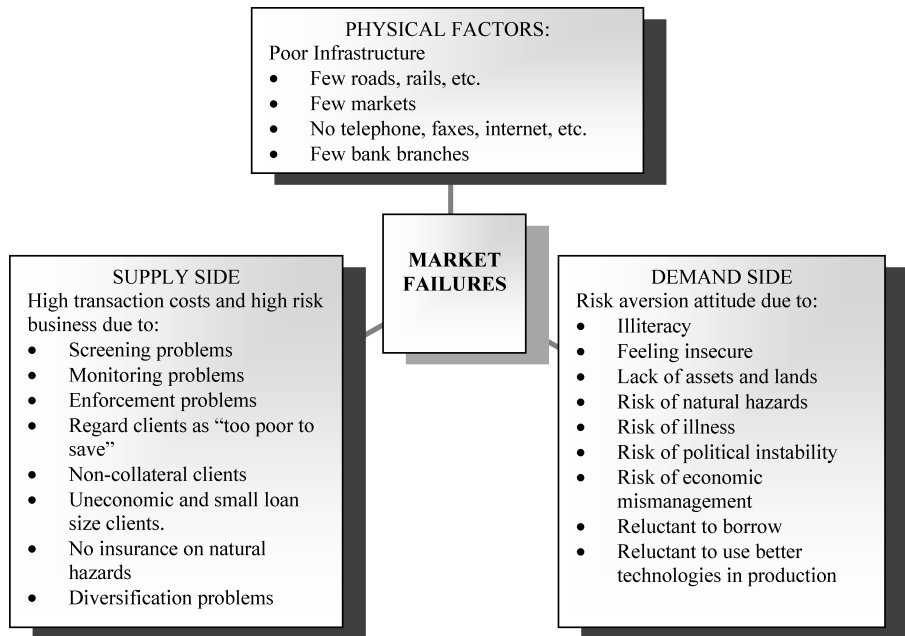 PHYSICAL FACTORS:
Poor Infrastructure
• Few roads, rails, etc.
• Few markets
• No telephone, faxes, internet, etc.
• Few bank branches
MARKET
FAILURES
SUPPLY SIDE
High transaction costs and high risk
business due to:
• Screening problems
• Monitoring problems
• Enforcement problems
• Regard clients as “too poor to
save”
• Non-collateral clients
• Uneconomic and small loan
size clients.
• No insurance on natural
hazards
• Diversification problems
DEMAND SIDE
Risk aversion attitude due to:
• Illiteracy
• Feeling insecure
• Lack of assets and lands
• Risk of natural hazards
• Risk of illness
• Risk of political instability
• Risk of economic
mismanagement
• Reluctant to borrow
• Reluctant to use better
technologies in production